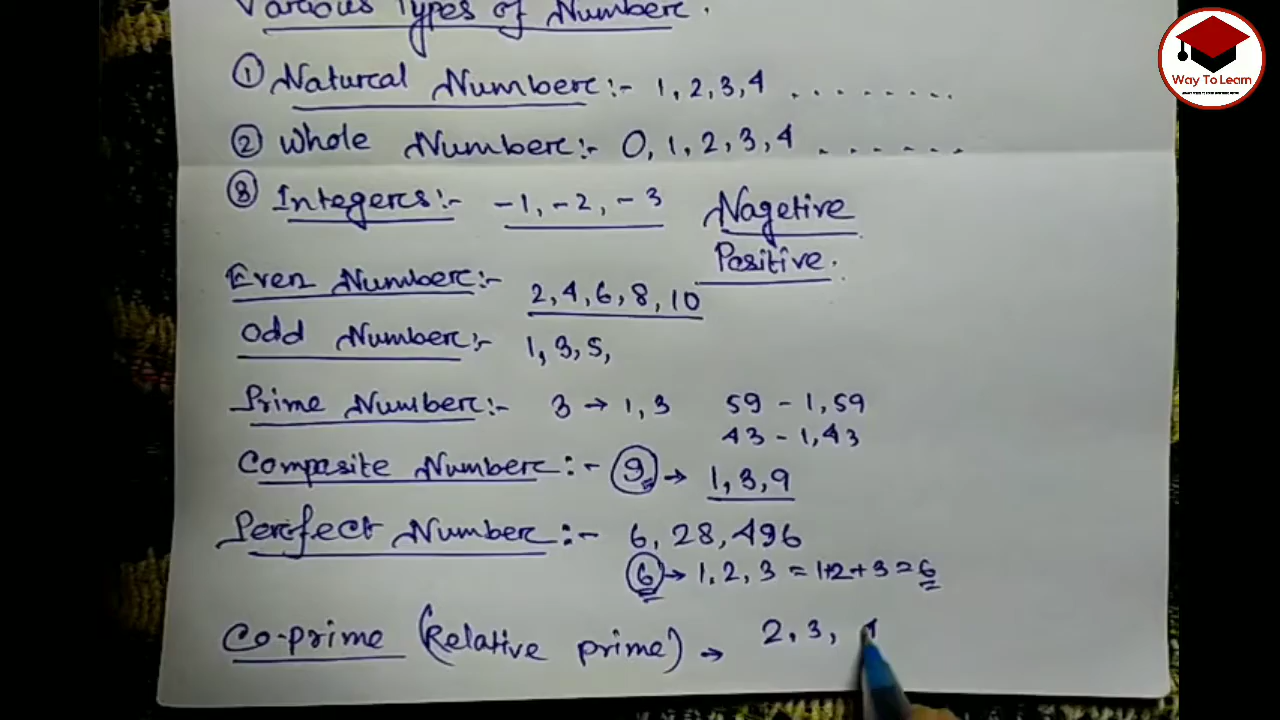 Various Types of Number.
① Natural Number:- 1, 2, 3, 4 . . . . . . . .
② Whole Number:- 0, 1, 2, 3, 4 . . . . . .
③ Integers:- -1, -2, -3 Nagetive
Positive.
Even Number:- 2, 4, 6, 8, 10
Odd Number:- 1, 3, 5,
Prime Number:- 3 → 1, 3 59 - 1, 59
43 - 1, 43
Composite Number:- 9 → 1, 3, 9
Perfect Number:- 6, 28, 496
6 → 1, 2, 3 = 1+2+3 = 6
Co-prime (Relative prime) → 2, 3,
Way To Learn